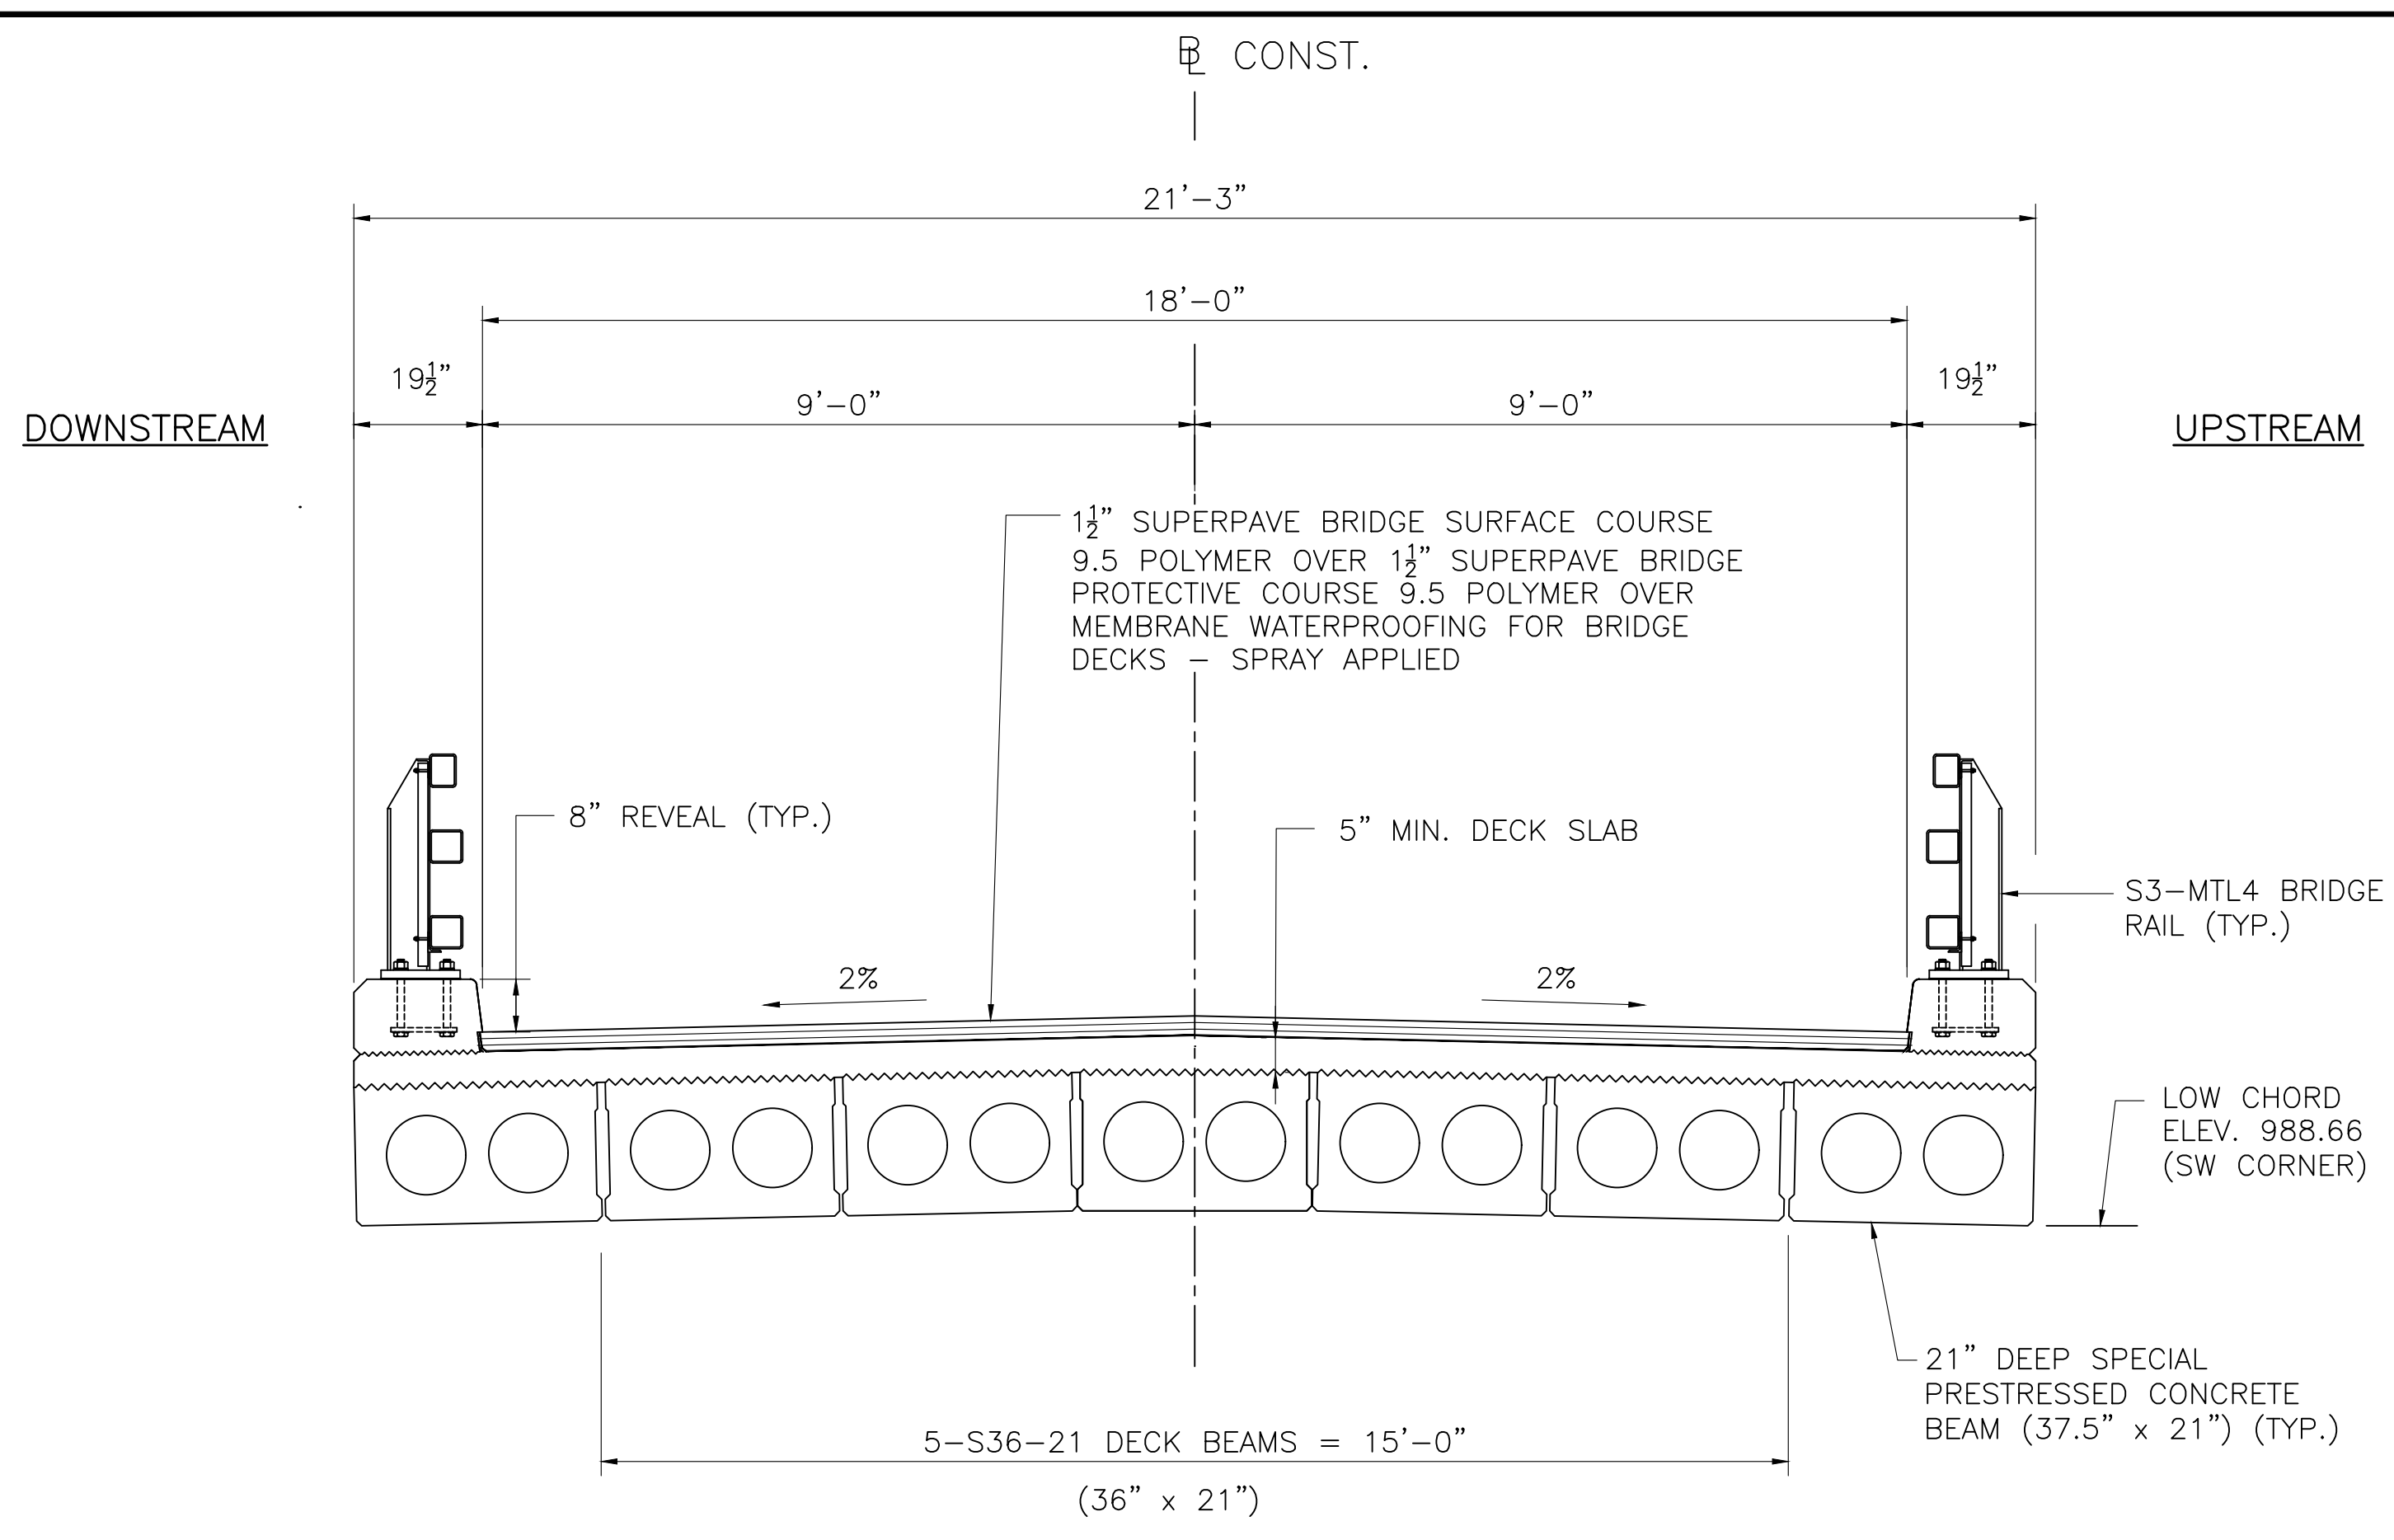 BL CONST.
21'-3"
18'-0"
19½"
19½"
9'-0"
9'-0"
DOWNSTREAM
UPSTREAM
1½" SUPERPAVE BRIDGE SURFACE COURSE
9.5 POLYMER OVER 1½" SUPERPAVE BRIDGE
PROTECTIVE COURSE 9.5 POLYMER OVER
MEMBRANE WATERPROOFING FOR BRIDGE
DECKS - SPRAY APPLIED
8" REVEAL (TYP.)
5" MIN. DECK SLAB
S3-MTL4 BRIDGE
RAIL (TYP.)
2%
2%
LOW CHORD
ELEV. 988.66
(SW CORNER)
21" DEEP SPECIAL
PRESTRESSED CONCRETE
BEAM (37.5" x 21") (TYP.)
5-S36-21 DECK BEAMS = 15'-0"
(36" x 21")